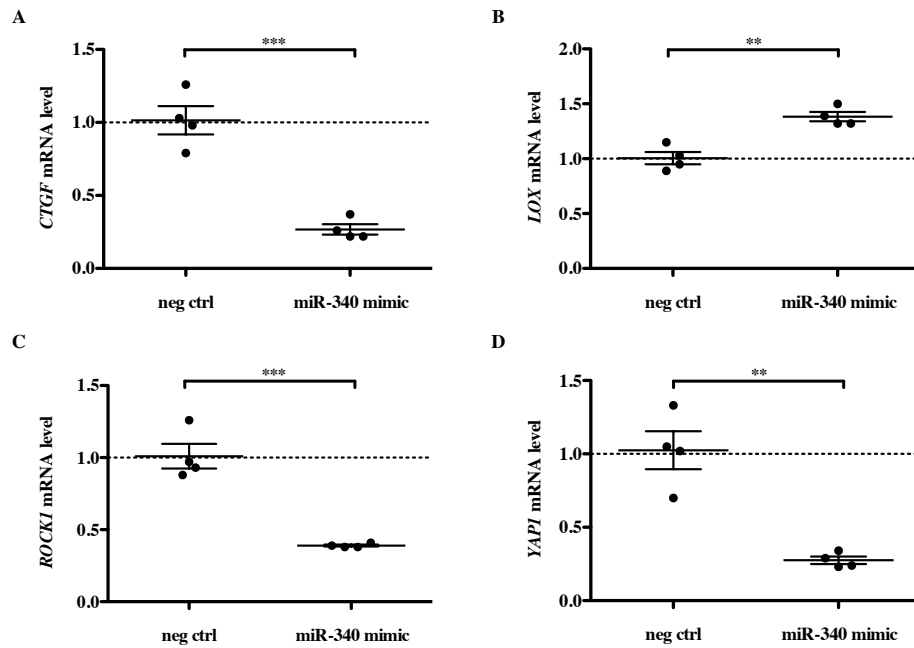 A
***
CTGF mRNA level
1.5
1.0
0.5
0.0
neg ctrl
miR-340 mimic
B
**
LOX mRNA level
2.0
1.5
1.0
0.5
0.0
neg ctrl
miR-340 mimic
C
***
ROCK1 mRNA level
1.5
1.0
0.5
0.0
neg ctrl
miR-340 mimic
D
**
YAP1 mRNA level
1.5
1.0
0.5
0.0
neg ctrl
miR-340 mimic